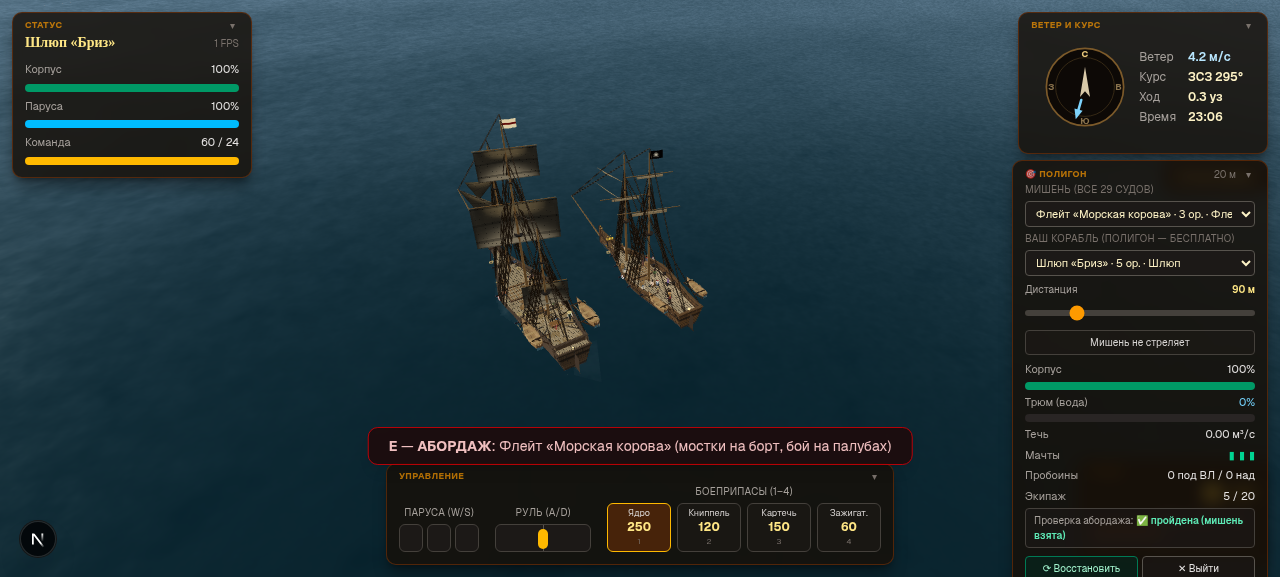 СТАТУС
Шлюп «Бриз» 1 FPS
Корпус 100%
Паруса 100%
Команда 60 / 24
ВЕТЕР И КУРС
С
З В
Ю
Ветер 4.2 м/с
Курс ЗСЗ 295°
Ход 0.3 уз
Время 23:06
ПОЛИГОН 20 м
МИШЕНЬ (ВСЕ 29 СУДОВ)
Флейт «Морская корова» · 3 ор. · Фле
ВАШ КОРАБЛЬ (ПОЛИГОН — БЕСПЛАТНО)
Шлюп «Бриз» · 5 ор. · Шлюп
Дистанция 90 м
Мишень не стреляет
Корпус 100%
Трюм (вода) 0%
Течь 0.00 м³/с
Мачты
Пробоины 0 под ВЛ / 0 над
Экипаж 5 / 20
Проверка абордажа: ✅ пройдена (мишень
взята)
⟳ Восстановить ✕ Выйти
E — АБОРДАЖ: Флейт «Морская корова» (мостки на борт, бой на палубах)
УПРАВЛЕНИЕ
БОЕПРИПАСЫ (1–4)
ПАРУСА (W/S) РУЛЬ (A/D)
Ядро Книппель Картечь Зажигат.
250 120 150 60
1 2 3 4
N